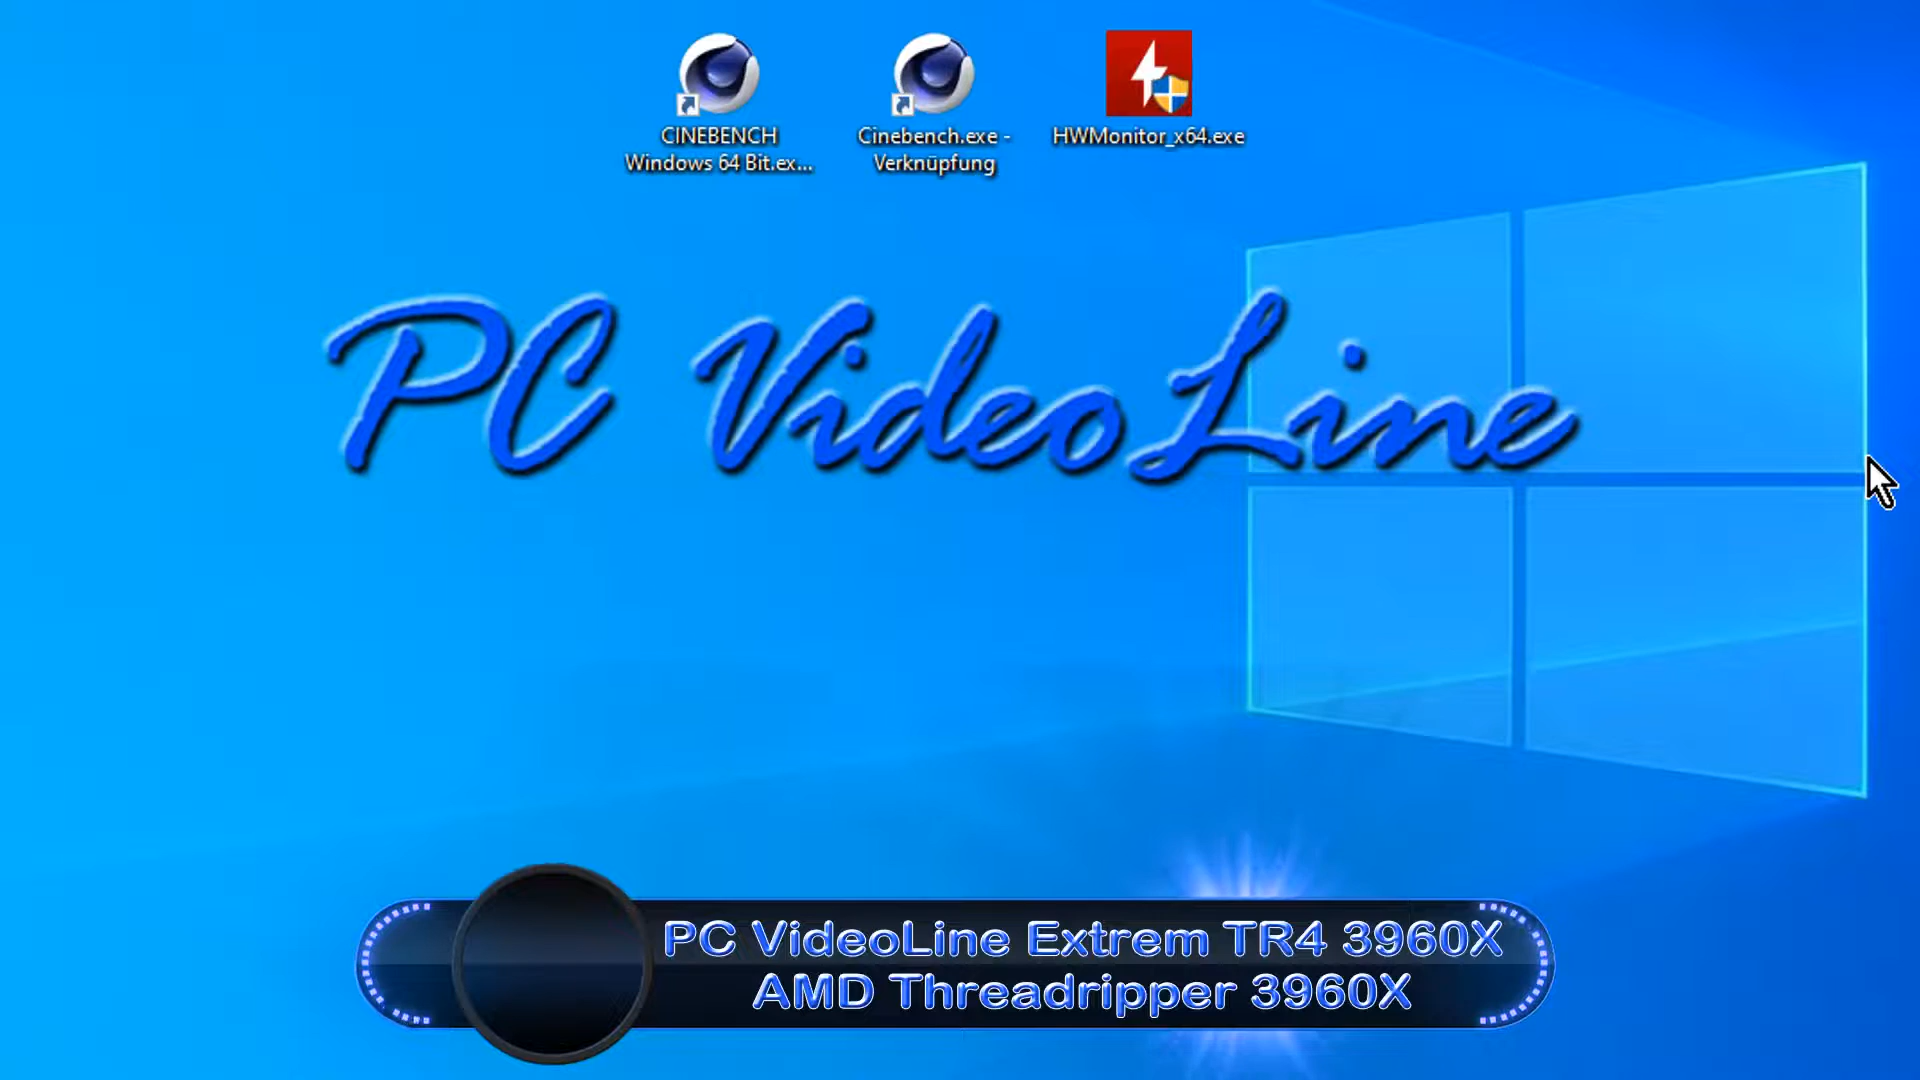 CINEBENCH
Windows 64 Bit.ex...
Cinebench.exe -
Verknüpfung
HWMonitor_x64.exe
PC VideoLine
PC VideoLine Extrem TR4 3960X
AMD Threadripper 3960X